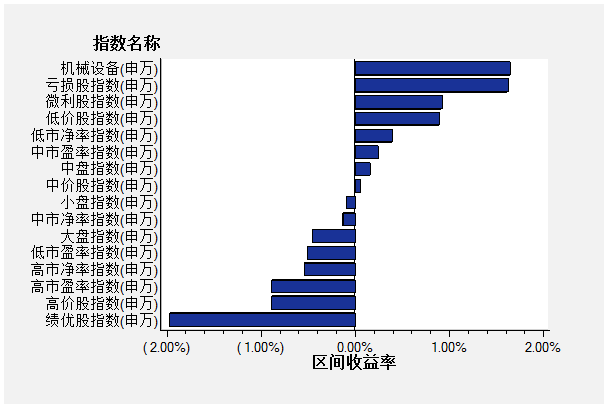 指数名称
机械设备(申万)
亏损股指数(申万)
微利股指数(申万)
低价股指数(申万)
低市净率指数(申万)
中市盈率指数(申万)
中盘指数(申万)
中价股指数(申万)
小盘指数(申万)
中市净率指数(申万)
大盘指数(申万)
低市盈率指数(申万)
高市净率指数(申万)
高市盈率指数(申万)
高价股指数(申万)
绩优股指数(申万)
(2.00%) (1.00%) 0.00% 1.00% 2.00%
区间收益率